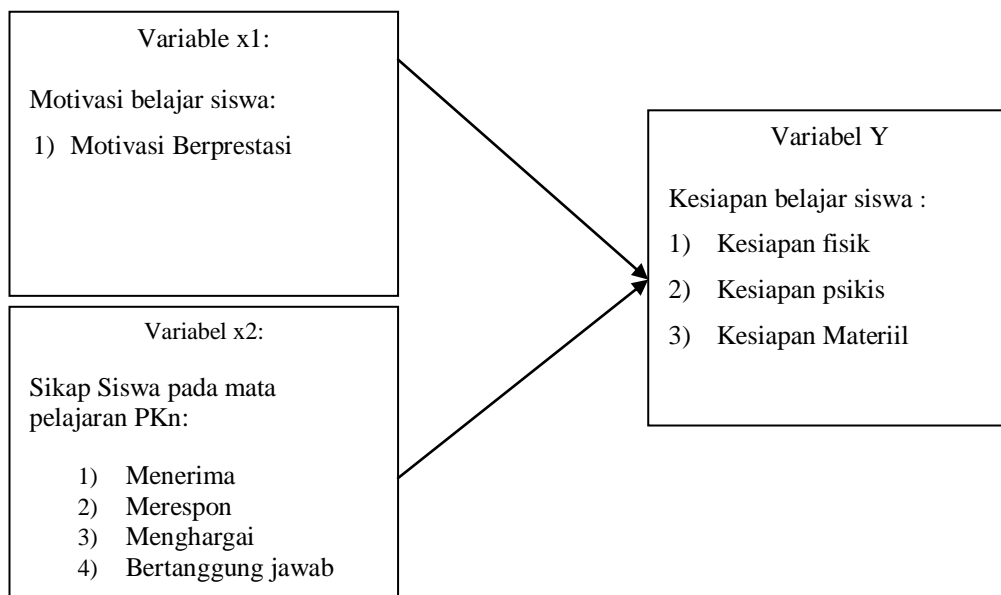 Variable x1:
Motivasi belajar siswa:
1) Motivasi Berprestasi
Variabel x2:
Sikap Siswa pada mata
pelajaran PKn:
1) Menerima
2) Merespon
3) Menghargai
4) Bertanggung jawab
Variabel Y
Kesiapan belajar siswa :
1) Kesiapan fisik
2) Kesiapan psikis
3) Kesiapan Materiil